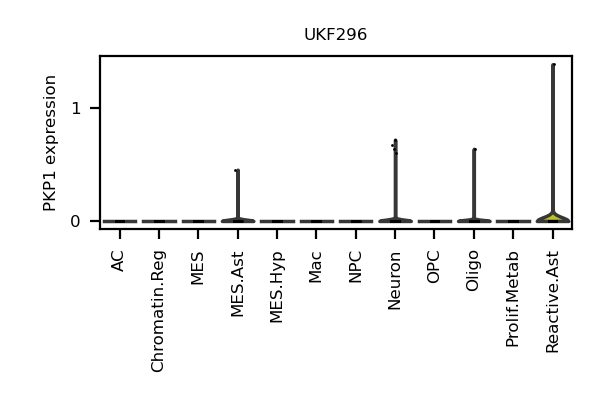 UKF296
PKP1 expression
1
0
AC
Chromatin.Reg
MES
MES.Ast
MES.Hyp
Mac
NPC
Neuron
OPC
Oligo
Prolif.Metab
Reactive.Ast